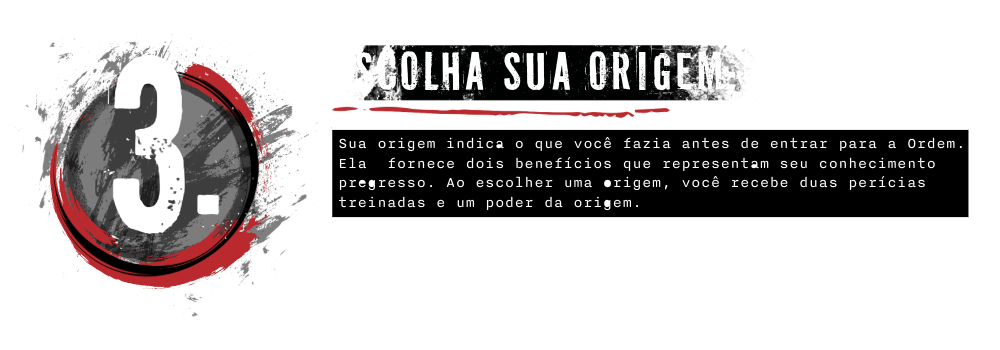 3.
ESCOLHA SUA ORIGEM
Sua origem indica o que você fazia antes de entrar para a Ordem.
Ela fornece dois benefícios que representam seu conhecimento
pregresso. Ao escolher uma origem, você recebe duas perícias
treinadas e um poder da origem.